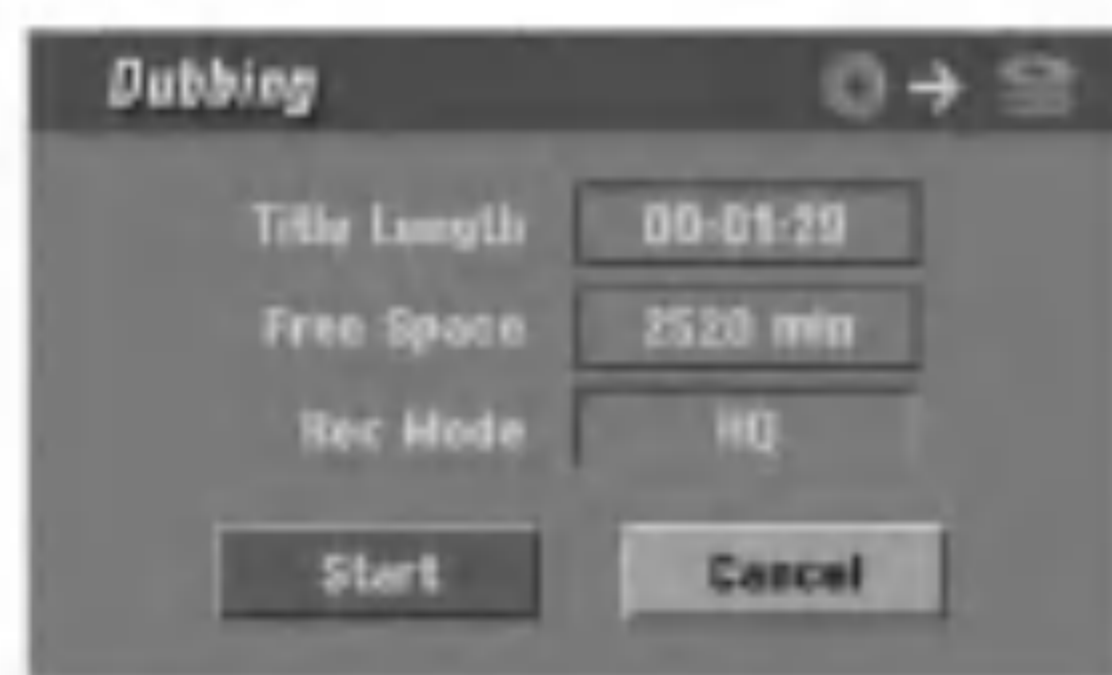 Dubbing
Title Length 00:01:29
Free Space 2520 min
Rec Mode HQ
Start Cancel